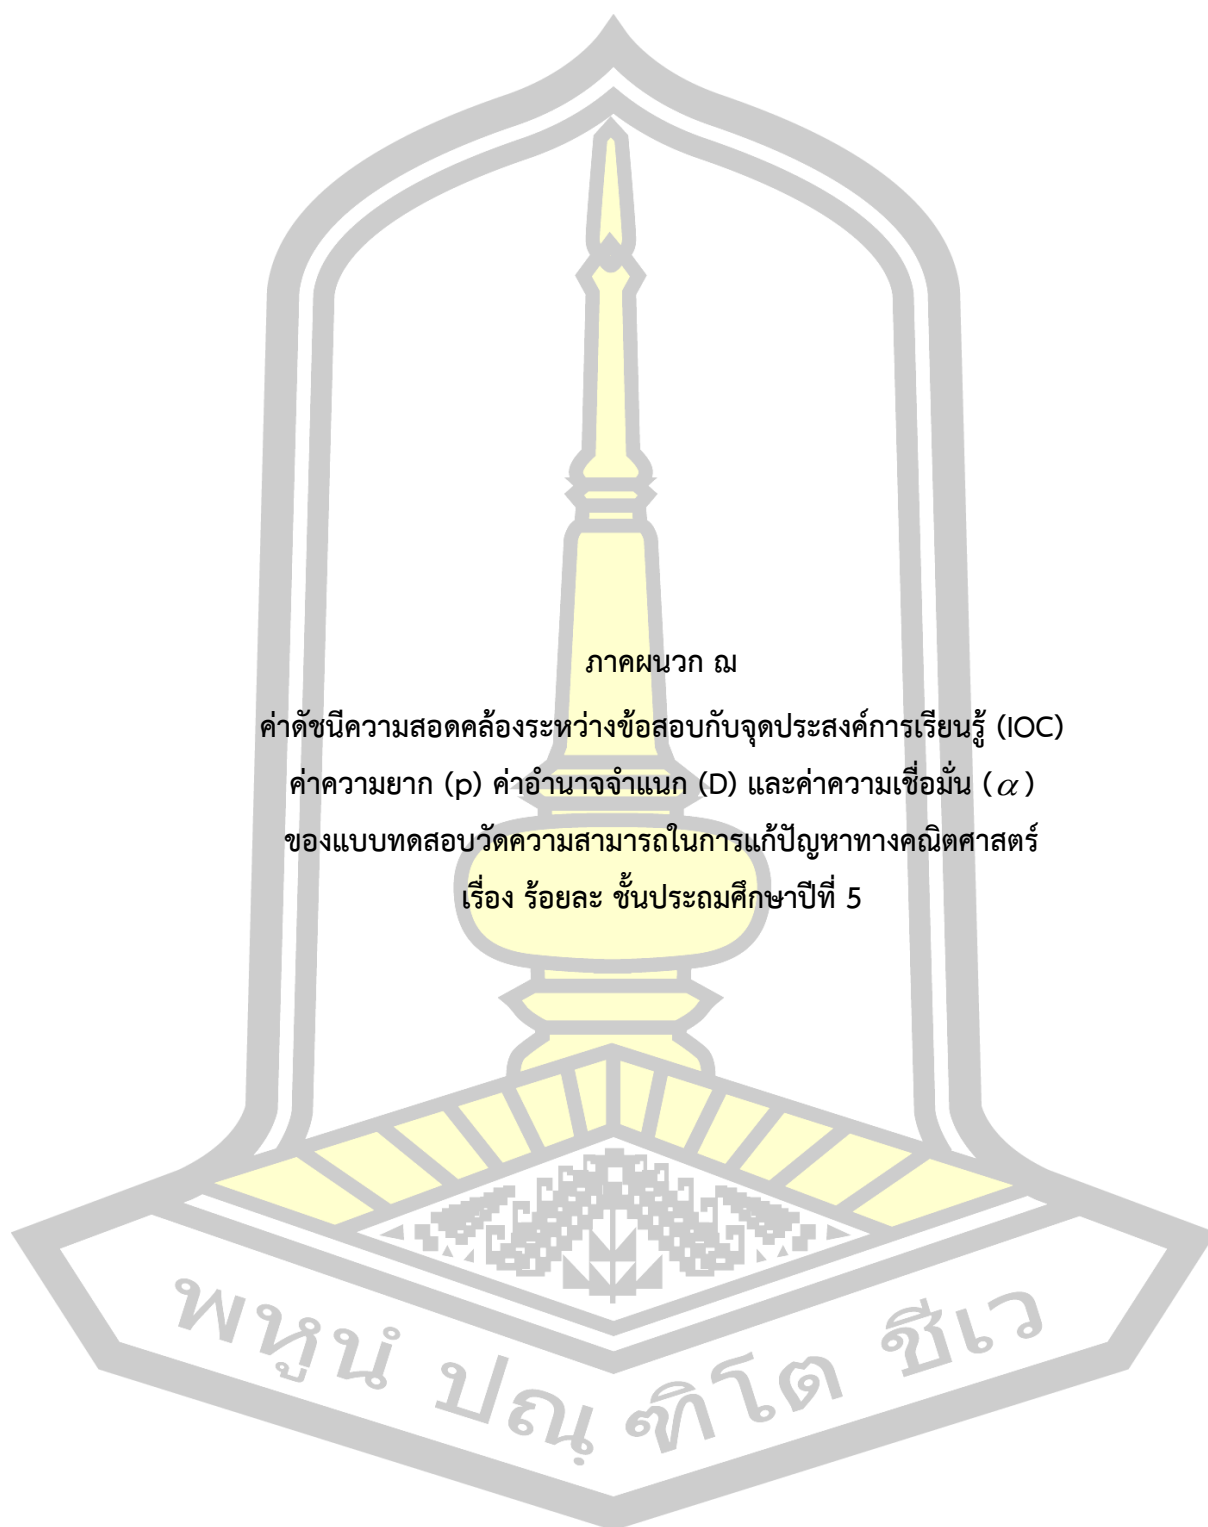 ภาคผนวก ฌ
ค่าดัชนีความสอดคล้องระหว่างข้อสอบกับจุดประสงค์การเรียนรู้ (IOC)
ค่าความยาก (p) ค่าอำนาจจำแนก (D) และค่าความเชื่อมั่น (α)
ของแบบทดสอบวัดความสามารถในการแก้ปัญหาทางคณิตศาสตร์
เรื่อง ร้อยละ ชั้นประถมศึกษาปีที่ 5
พหูนํ ปณฺฑิโต ชีเว